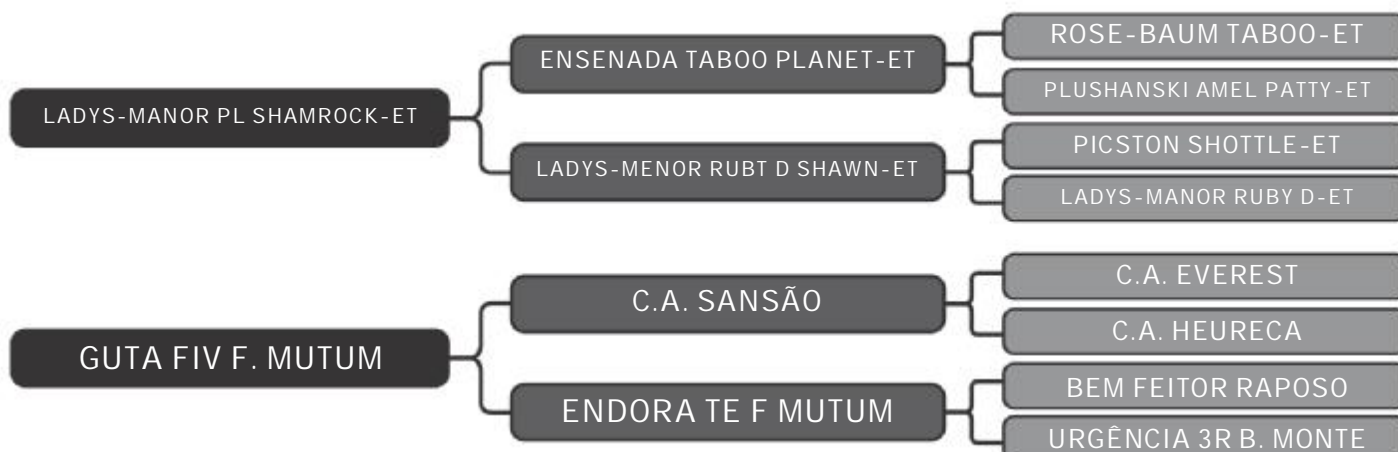 ROSE-BAUM TABOO-ET
ENSENADA TABOO PLANET-ET
PLUSHANSKI AMEL PATTY-ET
LADYS-MANOR PL SHAMROCK-ET
PICSTON SHOTTLE-ET
LADYS-MENOR RUBT D SHAWN-ET
LADYS-MANOR RUBY D-ET
C.A. EVEREST
C.A. SANSÃO
C.A. HEURECA
GUTA FIV F. MUTUM
BEM FEITOR RAPOSO
ENDORA TE F MUTUM
URGÊNCIA 3R B. MONTE